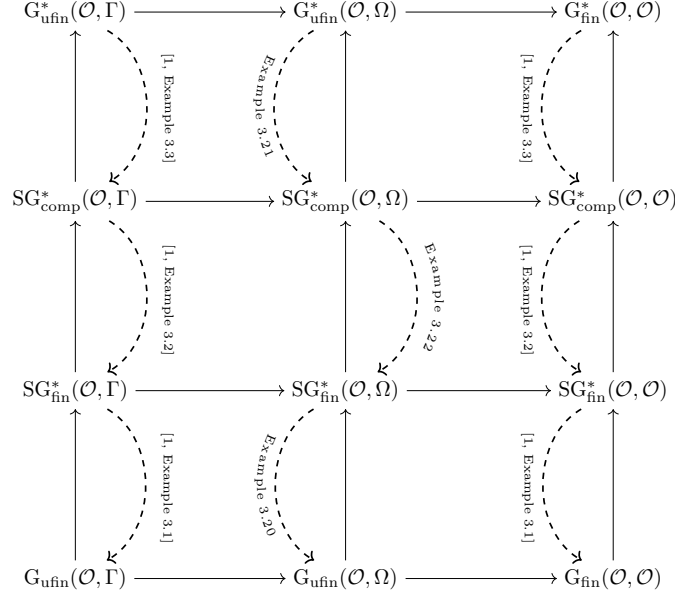 G*ufin(𝒪, Γ) G*ufin(𝒪, Ω) G*fin(𝒪, 𝒪)
[1, Example 3.3] Example 3.21 [1, Example 3.3]
SG*comp(𝒪, Γ) SG*comp(𝒪, Ω) SG*comp(𝒪, 𝒪)
[1, Example 3.2] Example 3.22 [1, Example 3.2]
SG*fin(𝒪, Γ) SG*fin(𝒪, Ω) SG*fin(𝒪, 𝒪)
[1, Example 3.1] Example 3.20 [1, Example 3.1]
Gufin(𝒪, Γ) Gufin(𝒪, Ω) Gfin(𝒪, 𝒪)